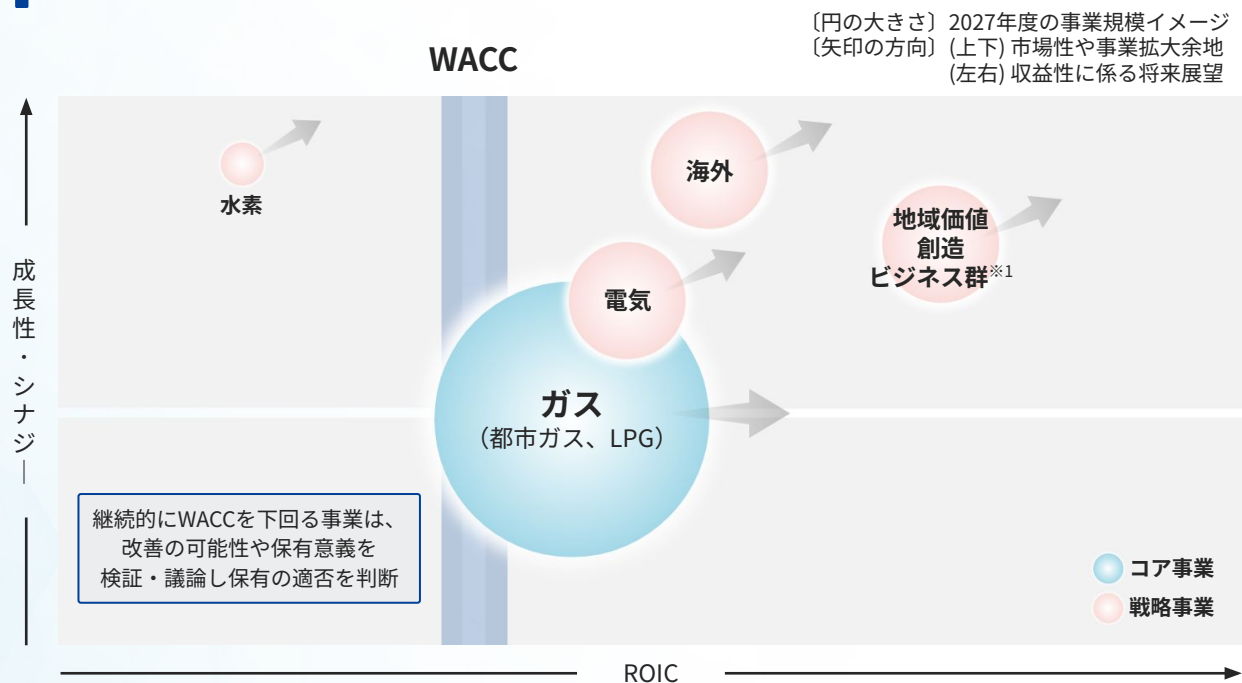 〔円の大きさ〕2027年度の事業規模イメージ
〔矢印の方向〕(上下) 市場性や事業拡大余地
(左右) 収益性に係る将来展望
WACC
水素
海外
地域価値
創造
ビジネス群※1
電気
ガス
（都市ガス、LPG）
成長性・シナジー
継続的にWACCを下回る事業は、
改善の可能性や保有意義を
検証・議論し保有の適否を判断
コア事業
戦略事業
ROIC